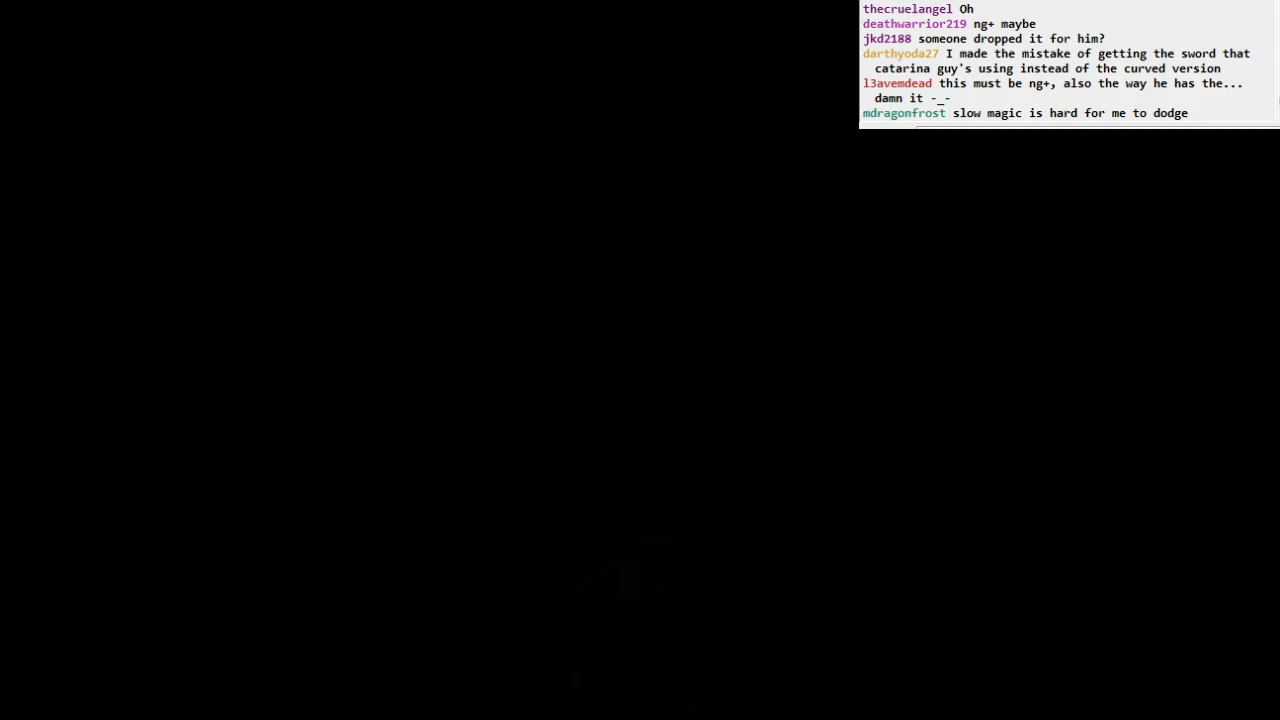 thecruelangel Oh
deathwarrior219 ng+ maybe
jkd2188 someone dropped it for him?
darthyoda27 I made the mistake of getting the sword that
catarina guy's using instead of the curved version
l3avemdead this must be ng+, also the way he has the...
damn it -_-
mdragonfrost slow magic is hard for me to dodge